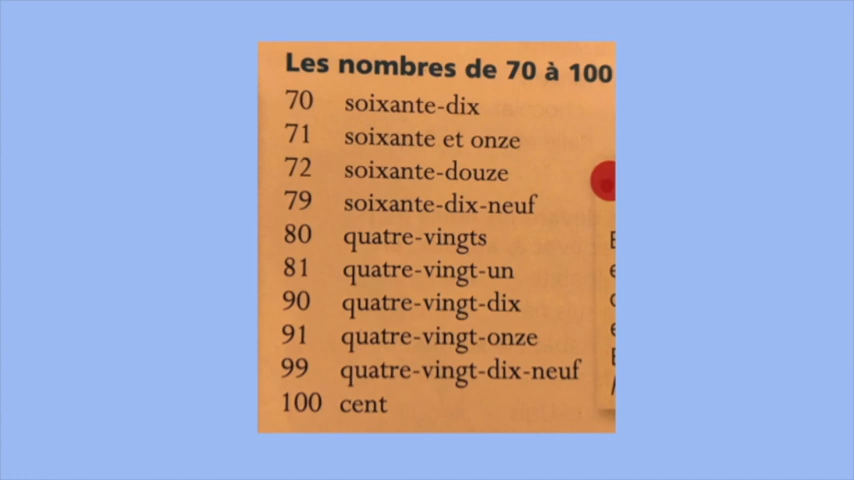 Les nombres de 70 à 100
70 soixante-dix
71 soixante et onze
72 soixante-douze
79 soixante-dix-neuf
80 quatre-vingts
81 quatre-vingt-un
90 quatre-vingt-dix
91 quatre-vingt-onze
99 quatre-vingt-dix-neuf
100 cent